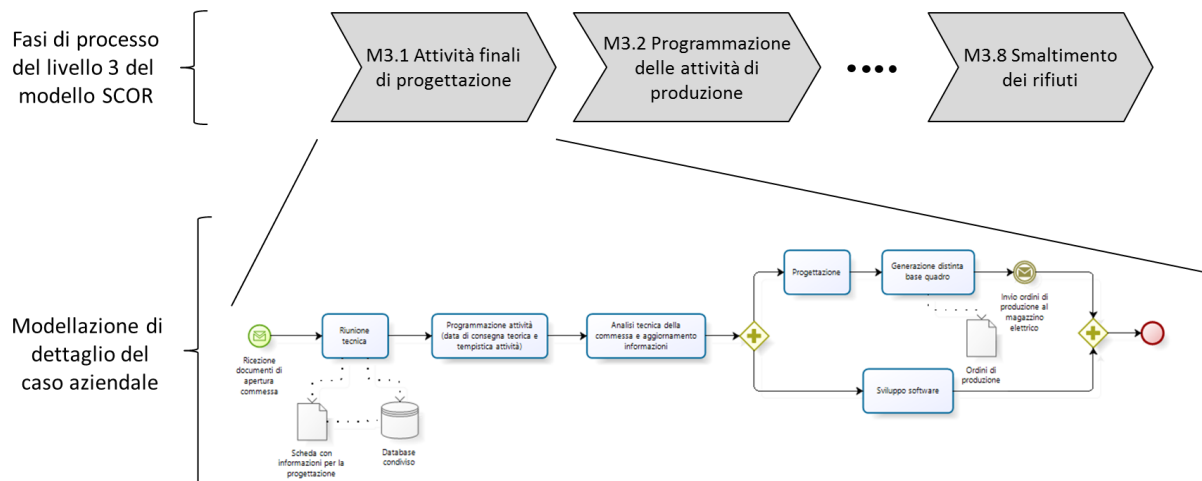 Fasi di processo
del livello 3 del
modello SCOR
M3.1 Attività finali
di progettazione
M3.2 Programmazione
delle attività di
produzione
M3.8 Smaltimento
dei rifiuti
Modellazione di
dettaglio del
caso aziendale
Ricezione
documenti di
apertura
commessa
Riunione
tecnica
Scheda con
informazioni per la
progettazione
Database
condiviso
Programmazione attività
(data di consegna teorica e
tempistica attività)
Analisi tecnica della
commessa e aggiornamento
informazioni
Progettazione
Generazione distinta
base quadro
Invio ordini di
produzione al
magazzino
elettrico
Ordini di
produzione
Sviluppo software